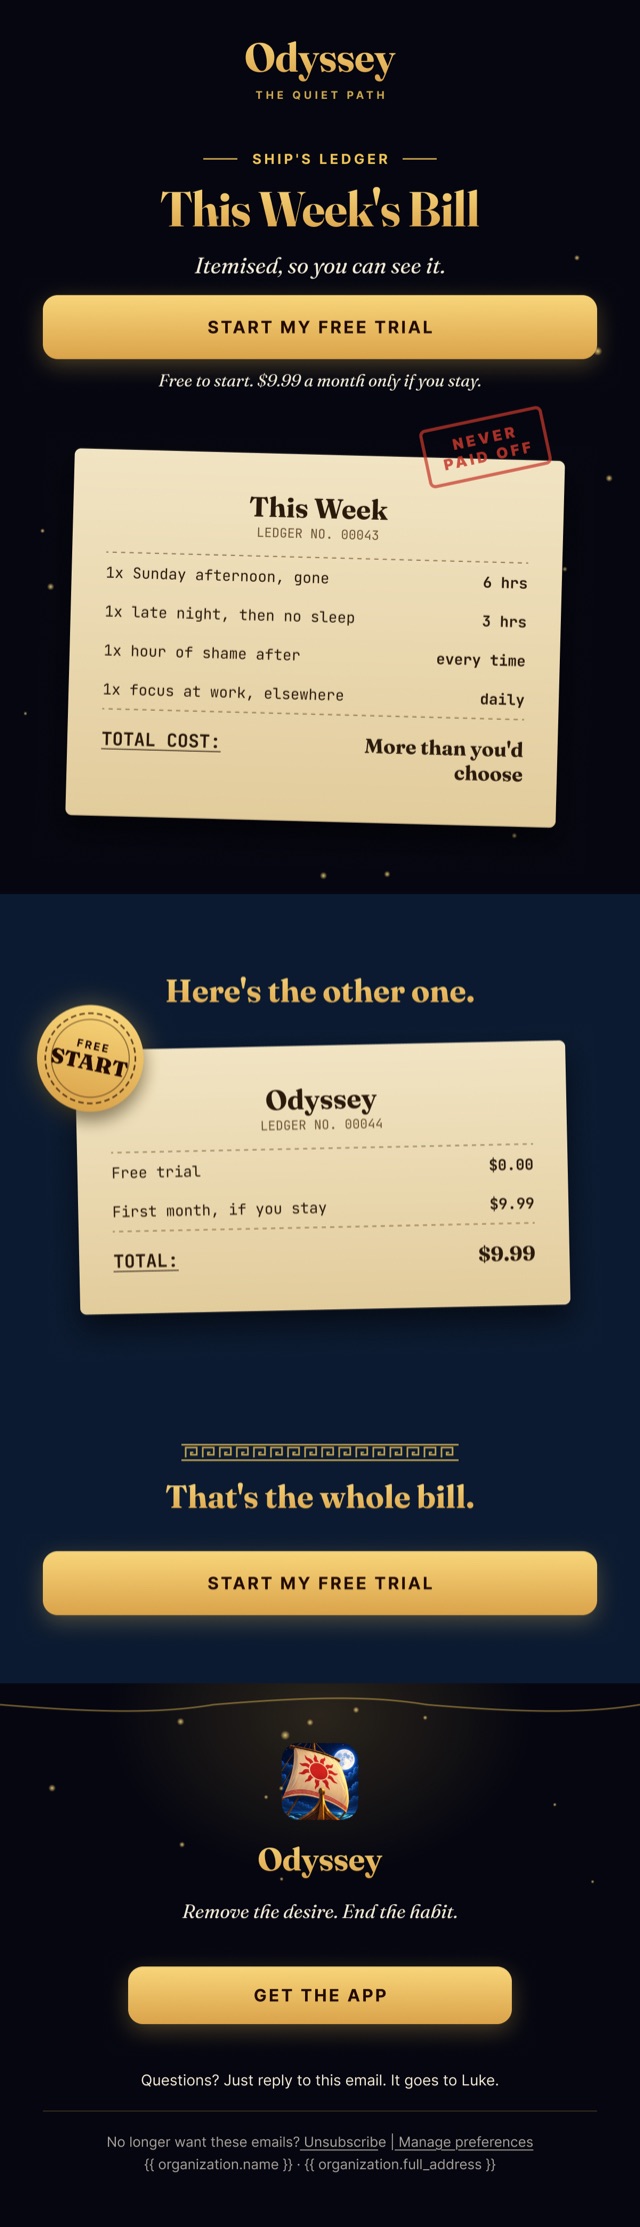 Odyssey
THE QUIET PATH
SHIP'S LEDGER
This Week's Bill
Itemised, so you can see it.
START MY FREE TRIAL
Free to start. $9.99 a month only if you stay.
NEVER
PAID OFF
This Week
LEDGER NO. 00043
1x Sunday afternoon, gone 6 hrs
1x late night, then no sleep 3 hrs
1x hour of shame after every time
1x focus at work, elsewhere daily
TOTAL COST: More than you'd
choose
Here's the other one.
FREE
START
Odyssey
LEDGER NO. 00044
Free trial $0.00
First month, if you stay $9.99
TOTAL: $9.99
That's the whole bill.
START MY FREE TRIAL
Odyssey
Remove the desire. End the habit.
GET THE APP
Questions? Just reply to this email. It goes to Luke.
No longer want these emails? Unsubscribe | Manage preferences
{{ organization.name }} · {{ organization.full_address }}